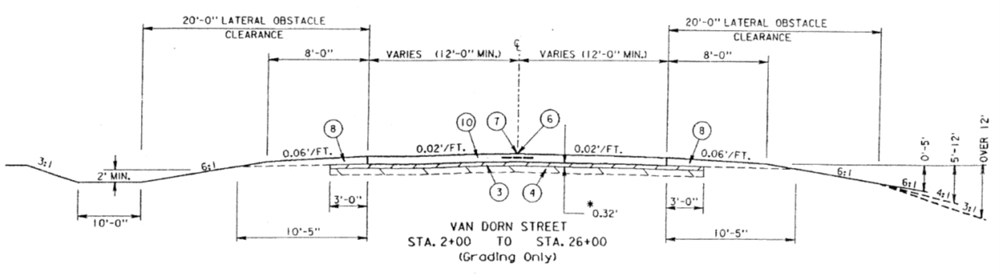 20'-0" LATERAL OBSTACLE
CLEARANCE
20'-0" LATERAL OBSTACLE
CLEARANCE
℄
8'-0"
VARIES (12'-0" MIN.)
VARIES (12'-0" MIN.)
8'-0"
7
6
8
10
8
0.06'/FT.
0.02'/FT.
0.02'/FT.
0.06'/FT.
0'-5'
5'-12'
OVER 12'
3:1
6:1
2' MIN.
6:1
6:1
4:1
3:1
3
4
3'-0"
3'-0"
*
0.32'
10'-0"
10'-5"
10'-5"
VAN DORN STREET
STA. 2+00 TO STA. 26+00
(Grading Only)